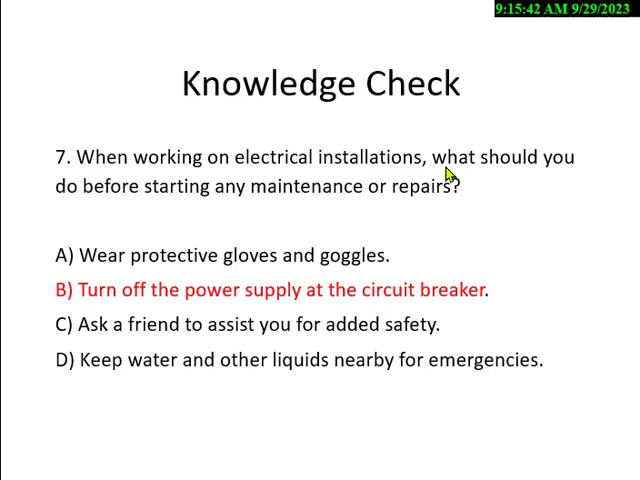 9:15:42 AM 9/29/2023
Knowledge Check
7. When working on electrical installations, what should you
do before starting any maintenance or repairs?
A) Wear protective gloves and goggles.
B) Turn off the power supply at the circuit breaker.
C) Ask a friend to assist you for added safety.
D) Keep water and other liquids nearby for emergencies.